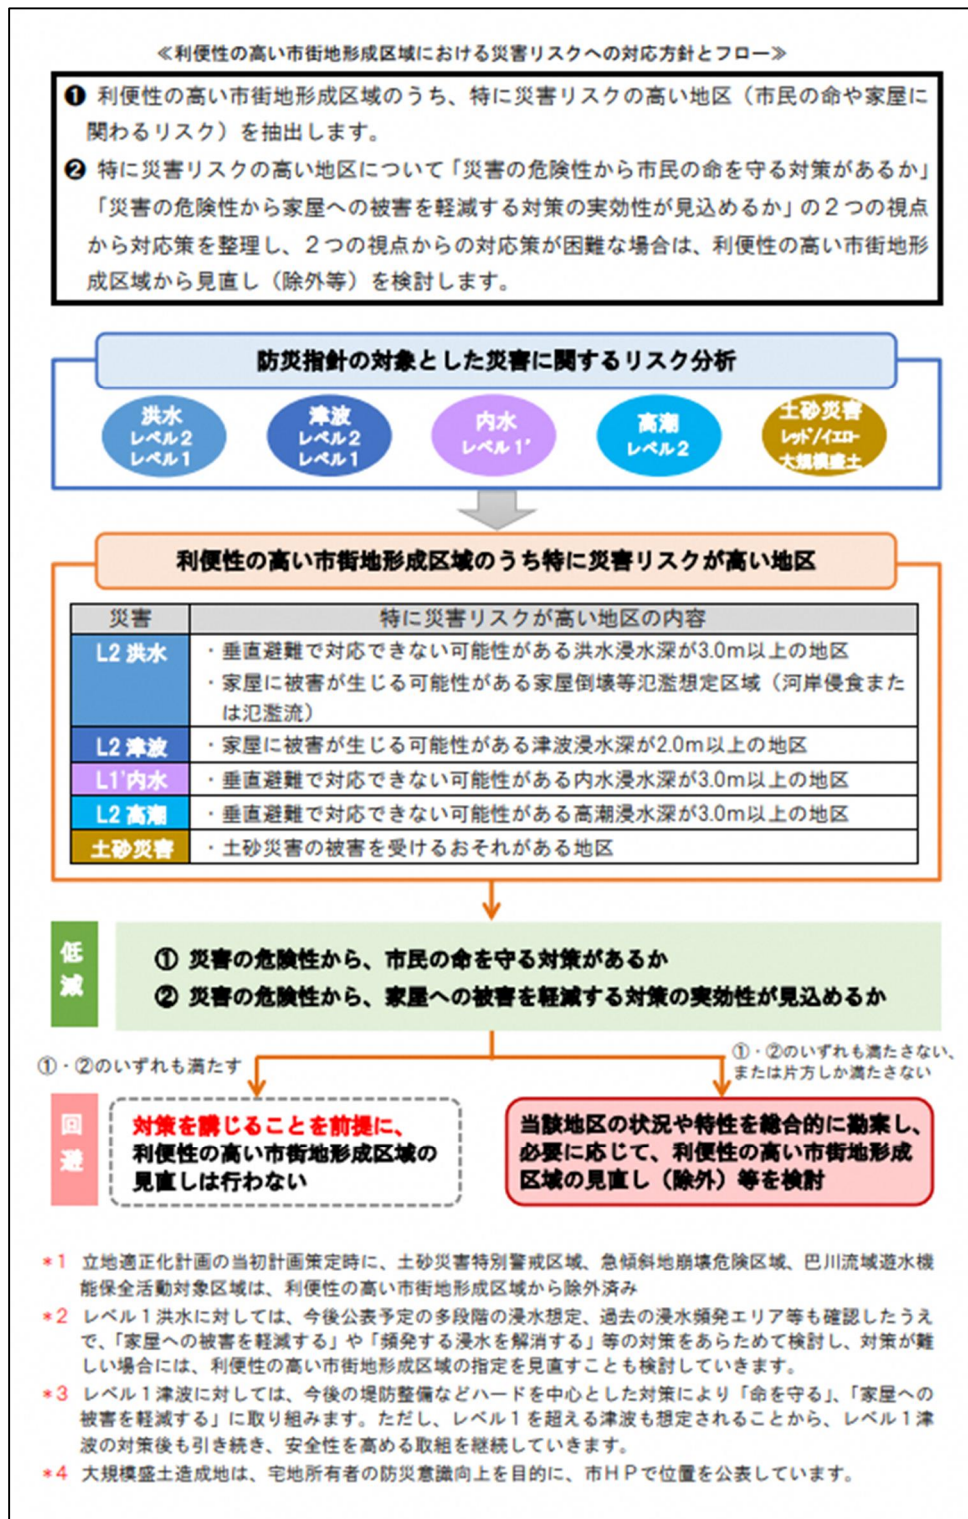 ≪利便性の高い市街地形成区域における災害リスクへの対応方針とフロー≫
❶ 利便性の高い市街地形成区域のうち、特に災害リスクの高い地区（市民の命や家屋に
関わるリスク）を抽出します。
❷ 特に災害リスクの高い地区について「災害の危険性から市民の命を守る対策があるか」
「災害の危険性から家屋への被害を軽減する対策の実効性が見込めるか」の２つの視点
から対応策を整理し、２つの視点からの対応策が困難な場合は、利便性の高い市街地形
成区域から見直し（除外等）を検討します。
防災指針の対象とした災害に関するリスク分析
洪水
レベル２
レベル１
津波
レベル２
レベル１
内水
レベル１’
高潮
レベル２
土砂災害
レッド/イエロー
大規模盛土
利便性の高い市街地形成区域のうち特に災害リスクが高い地区
災害 特に災害リスクが高い地区の内容
L2 洪水 ・垂直避難で対応できない可能性がある洪水浸水深が3.0m以上の地区
・家屋に被害が生じる可能性がある家屋倒壊等氾濫想定区域（河岸侵食また
は氾濫流）
L2 津波 ・家屋に被害が生じる可能性がある津波浸水深が2.0m以上の地区
L1’内水 ・垂直避難で対応できない可能性がある内水浸水深が3.0m以上の地区
L2 高潮 ・垂直避難で対応できない可能性がある高潮浸水深が3.0m以上の地区
土砂災害 ・土砂災害の被害を受けるおそれがある地区
低減
① 災害の危険性から、市民の命を守る対策があるか
② 災害の危険性から、家屋への被害を軽減する対策の実効性が見込めるか
①・②のいずれも満たす
①・②のいずれも満たさない、
または片方しか満たさない
回避
対策を講じることを前提に、
利便性の高い市街地形成区域の
見直しは行わない
当該地区の状況や特性を総合的に勘案し、
必要に応じて、利便性の高い市街地形成
区域の見直し（除外）等を検討
＊1 立地適正化計画の当初計画策定時に、土砂災害特別警戒区域、急傾斜地崩壊危険区域、巴川流域遊水機
能保全活動対象区域は、利便性の高い市街地形成区域から除外済み
＊2 レベル１洪水に対しては、今後公表予定の多段階の浸水想定、過去の浸水頻発エリア等も確認したうえ
で、「家屋への被害を軽減する」や「頻発する浸水を解消する」等の対策をあらためて検討し、対策が難
しい場合には、利便性の高い市街地形成区域の指定を見直すことも検討していきます。
＊3 レベル１津波に対しては、今後の堤防整備などハードを中心とした対策により「命を守る」、「家屋への
被害を軽減する」に取り組みます。ただし、レベル１を超える津波も想定されることから、レベル１津
波の対策後も引き続き、安全性を高める取組を継続していきます。
＊4 大規模盛土造成地は、宅地所有者の防災意識向上を目的に、市ＨＰで位置を公表しています。